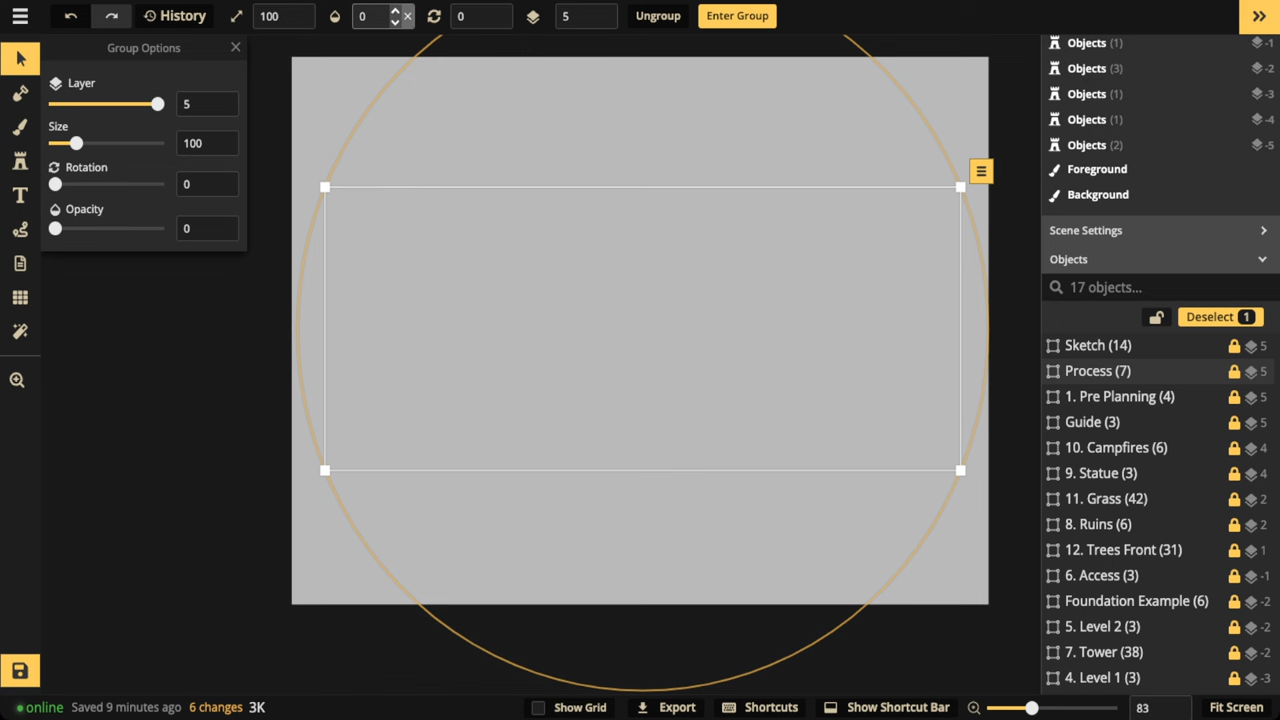 History 100 0 0 5 Ungroup Enter Group
Group Options
Layer
5
Size
100
Rotation
0
Opacity
0
Objects (1) -1
Objects (3) -2
Objects (1) -3
Objects (1) -4
Objects (2) -5
Foreground
Background
Scene Settings
Objects
17 objects...
Deselect 1
Sketch (14) 5
Process (7) 5
1. Pre Planning (4) 5
Guide (3) 5
10. Campfires (6) 4
9. Statue (3) 4
11. Grass (42) 2
8. Ruins (6) 2
12. Trees Front (31) 1
6. Access (3) -1
Foundation Example (6) -2
5. Level 2 (3) -2
7. Tower (38) -2
4. Level 1 (3) -3
online Saved 9 minutes ago 6 changes 3K Show Grid Export Shortcuts Show Shortcut Bar 83 Fit Screen